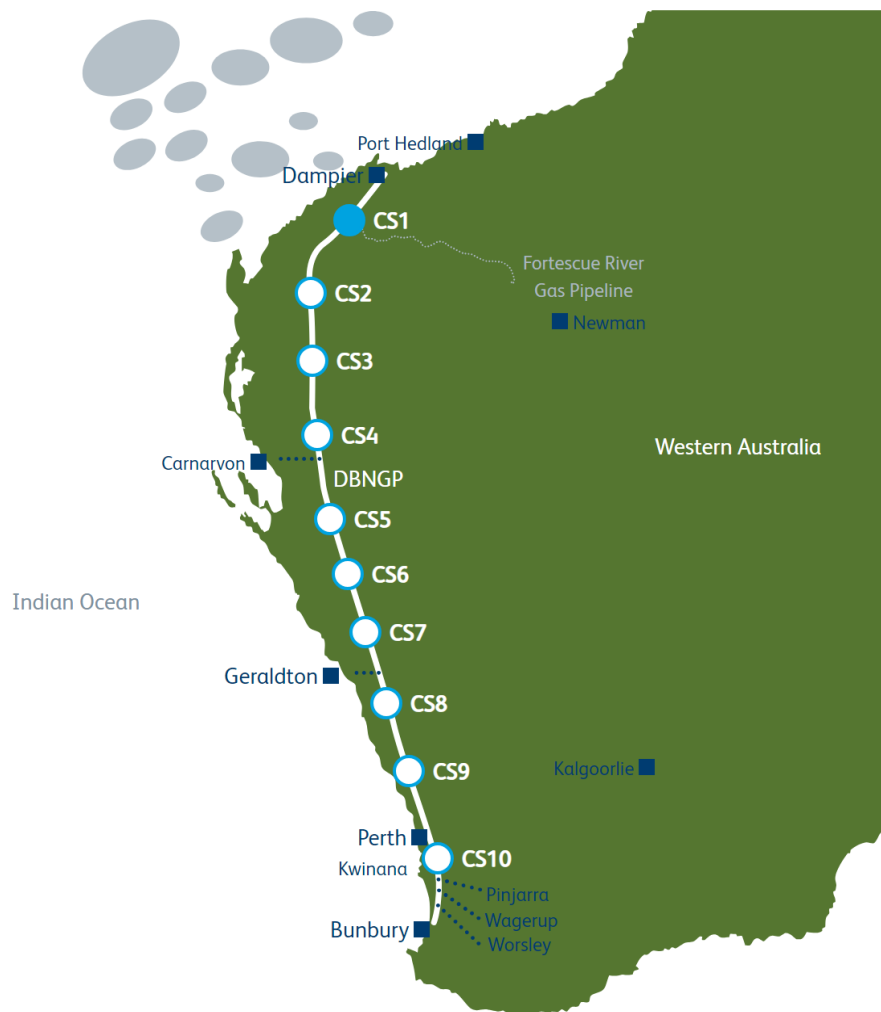 Port Hedland
Dampier
CS1
Fortescue River
Gas Pipeline
CS2
Newman
CS3
CS4
Western Australia
Carnarvon
DBNGP
CS5
CS6
Indian Ocean
CS7
Geraldton
CS8
CS9
Kalgoorlie
Perth
CS10
Kwinana
Pinjarra
Wagerup
Bunbury
Worsley